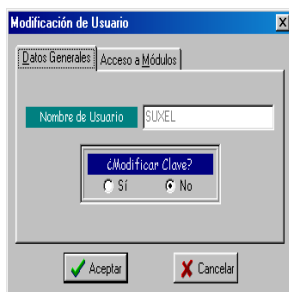 Modificación de Usuario
Datos Generales Acceso a Módulos
Nombre de Usuario SUXEL
¿Modificar Clave?
Sí No
Aceptar Cancelar